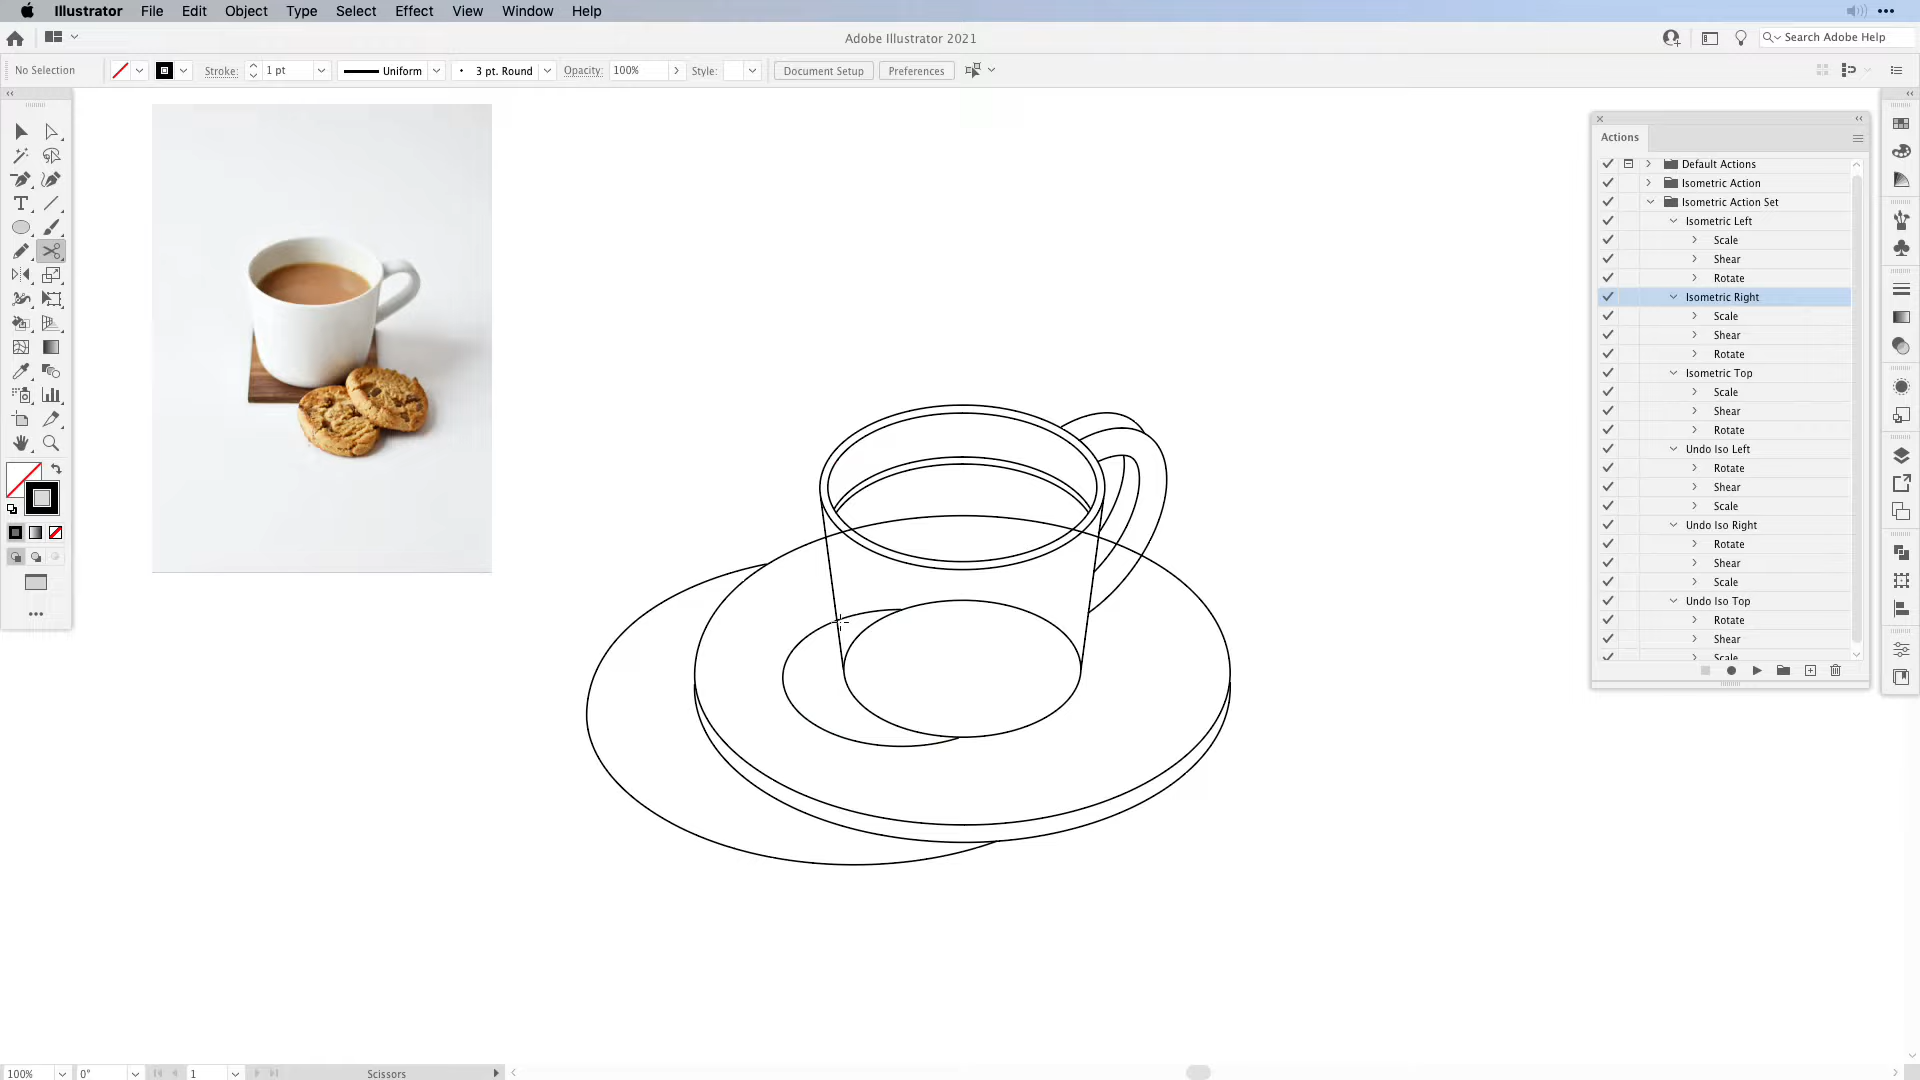 Illustrator File Edit Object Type Select Effect View Window Help
Adobe Illustrator 2021
Search Adobe Help
No Selection Stroke: 1 pt Uniform 3 pt. Round Opacity: 100% Style: Document Setup Preferences
Actions
Default Actions
Isometric Action
Isometric Action Set
Isometric Left
Scale
Shear
Rotate
Isometric Right
Scale
Shear
Rotate
Isometric Top
Scale
Shear
Rotate
Undo Iso Left
Rotate
Shear
Scale
Undo Iso Right
Rotate
Shear
Scale
Undo Iso Top
Rotate
Shear
Scale
100% 0° 1 Scissors